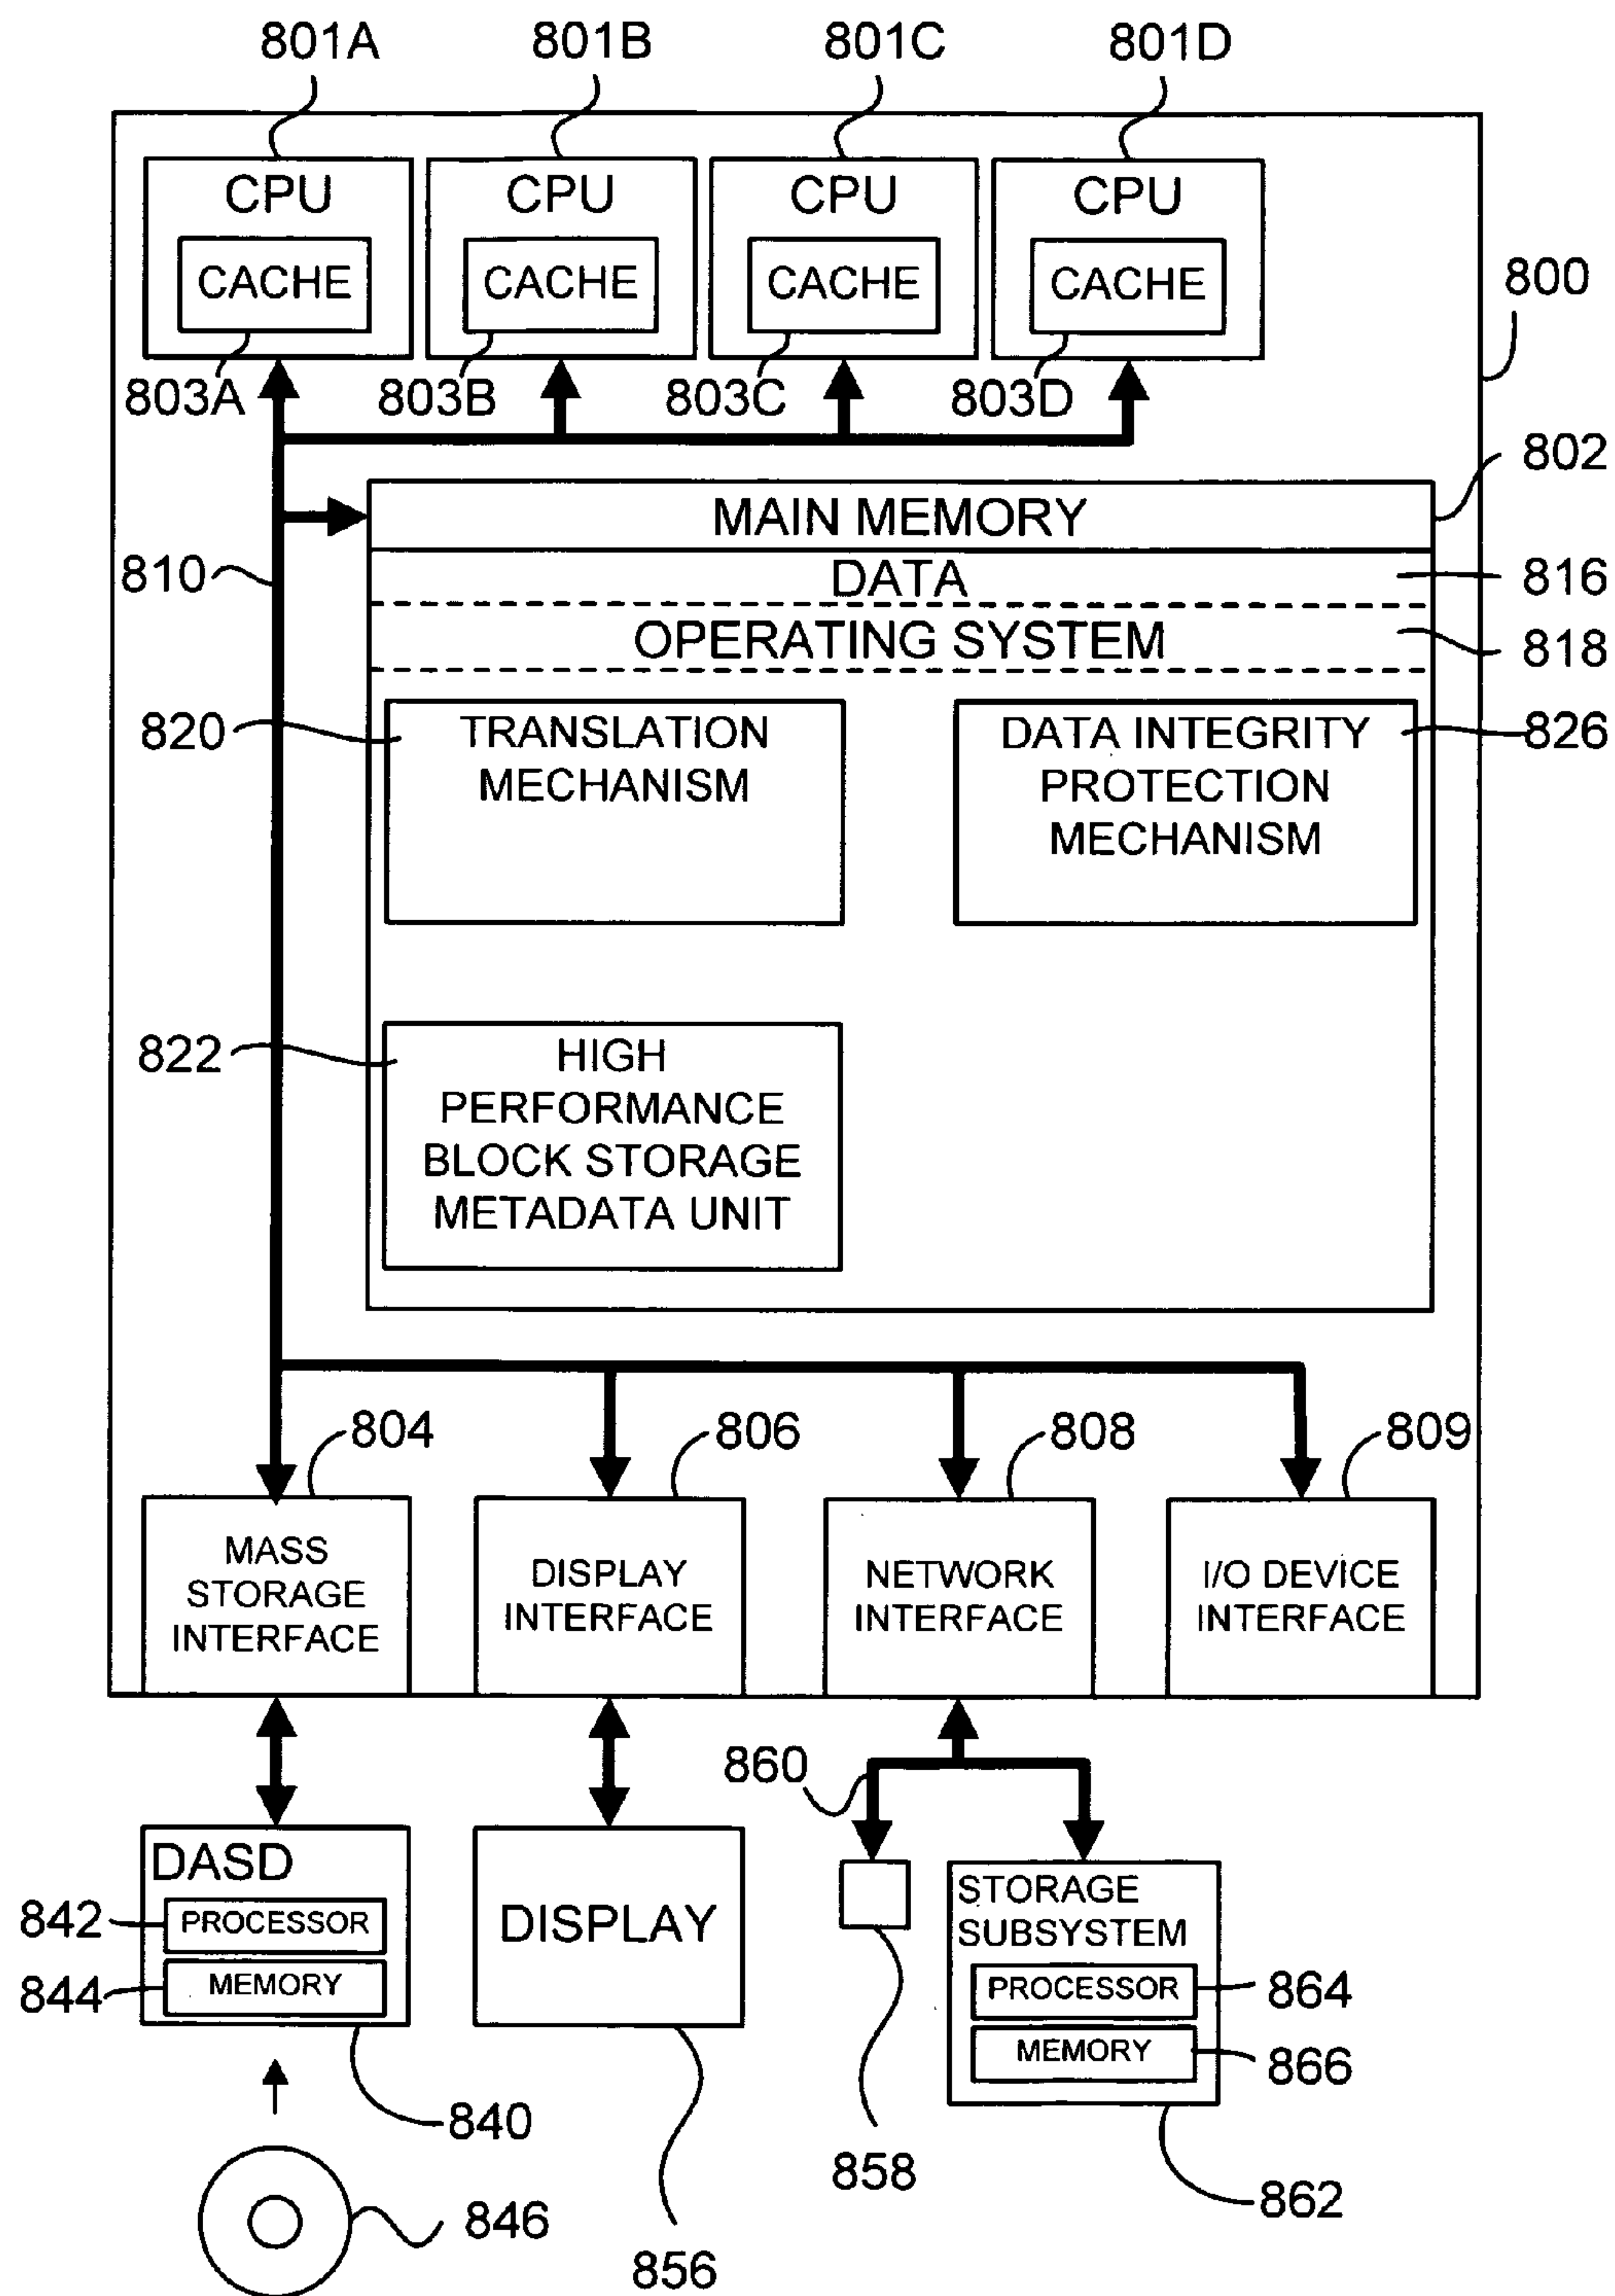 801A 801B 801C 801D
CPU CPU CPU CPU
CACHE CACHE CACHE CACHE
800
803A 803B 803C 803D
802
MAIN MEMORY
810
DATA
816
OPERATING SYSTEM
818
820
TRANSLATION
MECHANISM
DATA INTEGRITY
PROTECTION
MECHANISM
826
822
HIGH
PERFORMANCE
BLOCK STORAGE
METADATA UNIT
804 806 808 809
MASS
STORAGE
INTERFACE
DISPLAY
INTERFACE
NETWORK
INTERFACE
I/O DEVICE
INTERFACE
860
DASD
842
PROCESSOR
844
MEMORY
840
846
DISPLAY
856
858
STORAGE
SUBSYSTEM
PROCESSOR
864
MEMORY
866
862